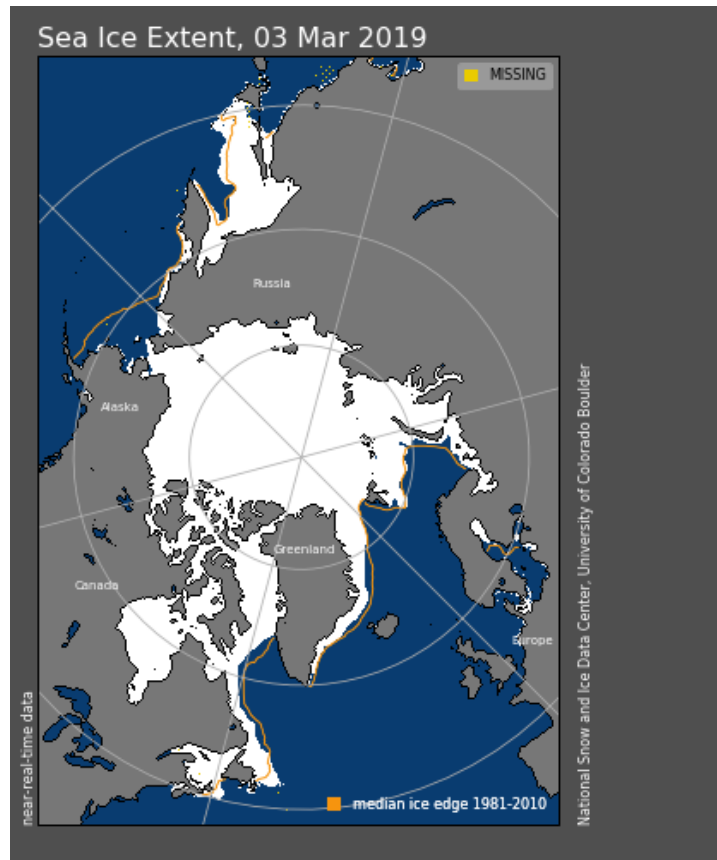 Sea Ice Extent, 03 Mar 2019
MISSING
Russia
Alaska
Greenland
Canada
Europe
near-real-time data
median ice edge 1981-2010
National Snow and Ice Data Center, University of Colorado Boulder